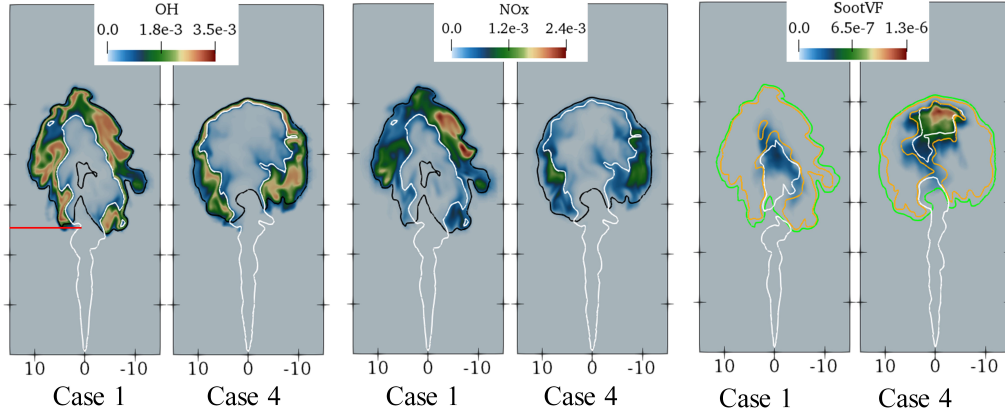 OH
0.0 1.8e-3 3.5e-3
NOx
0.0 1.2e-3 2.4e-3
SootVF
0.0 6.5e-7 1.3e-6
10 0 -10 10 0 -10 10 0 -10 10 0 -10 10 0 -10 10 0 -10
Case 1 Case 4 Case 1 Case 4 Case 1 Case 4